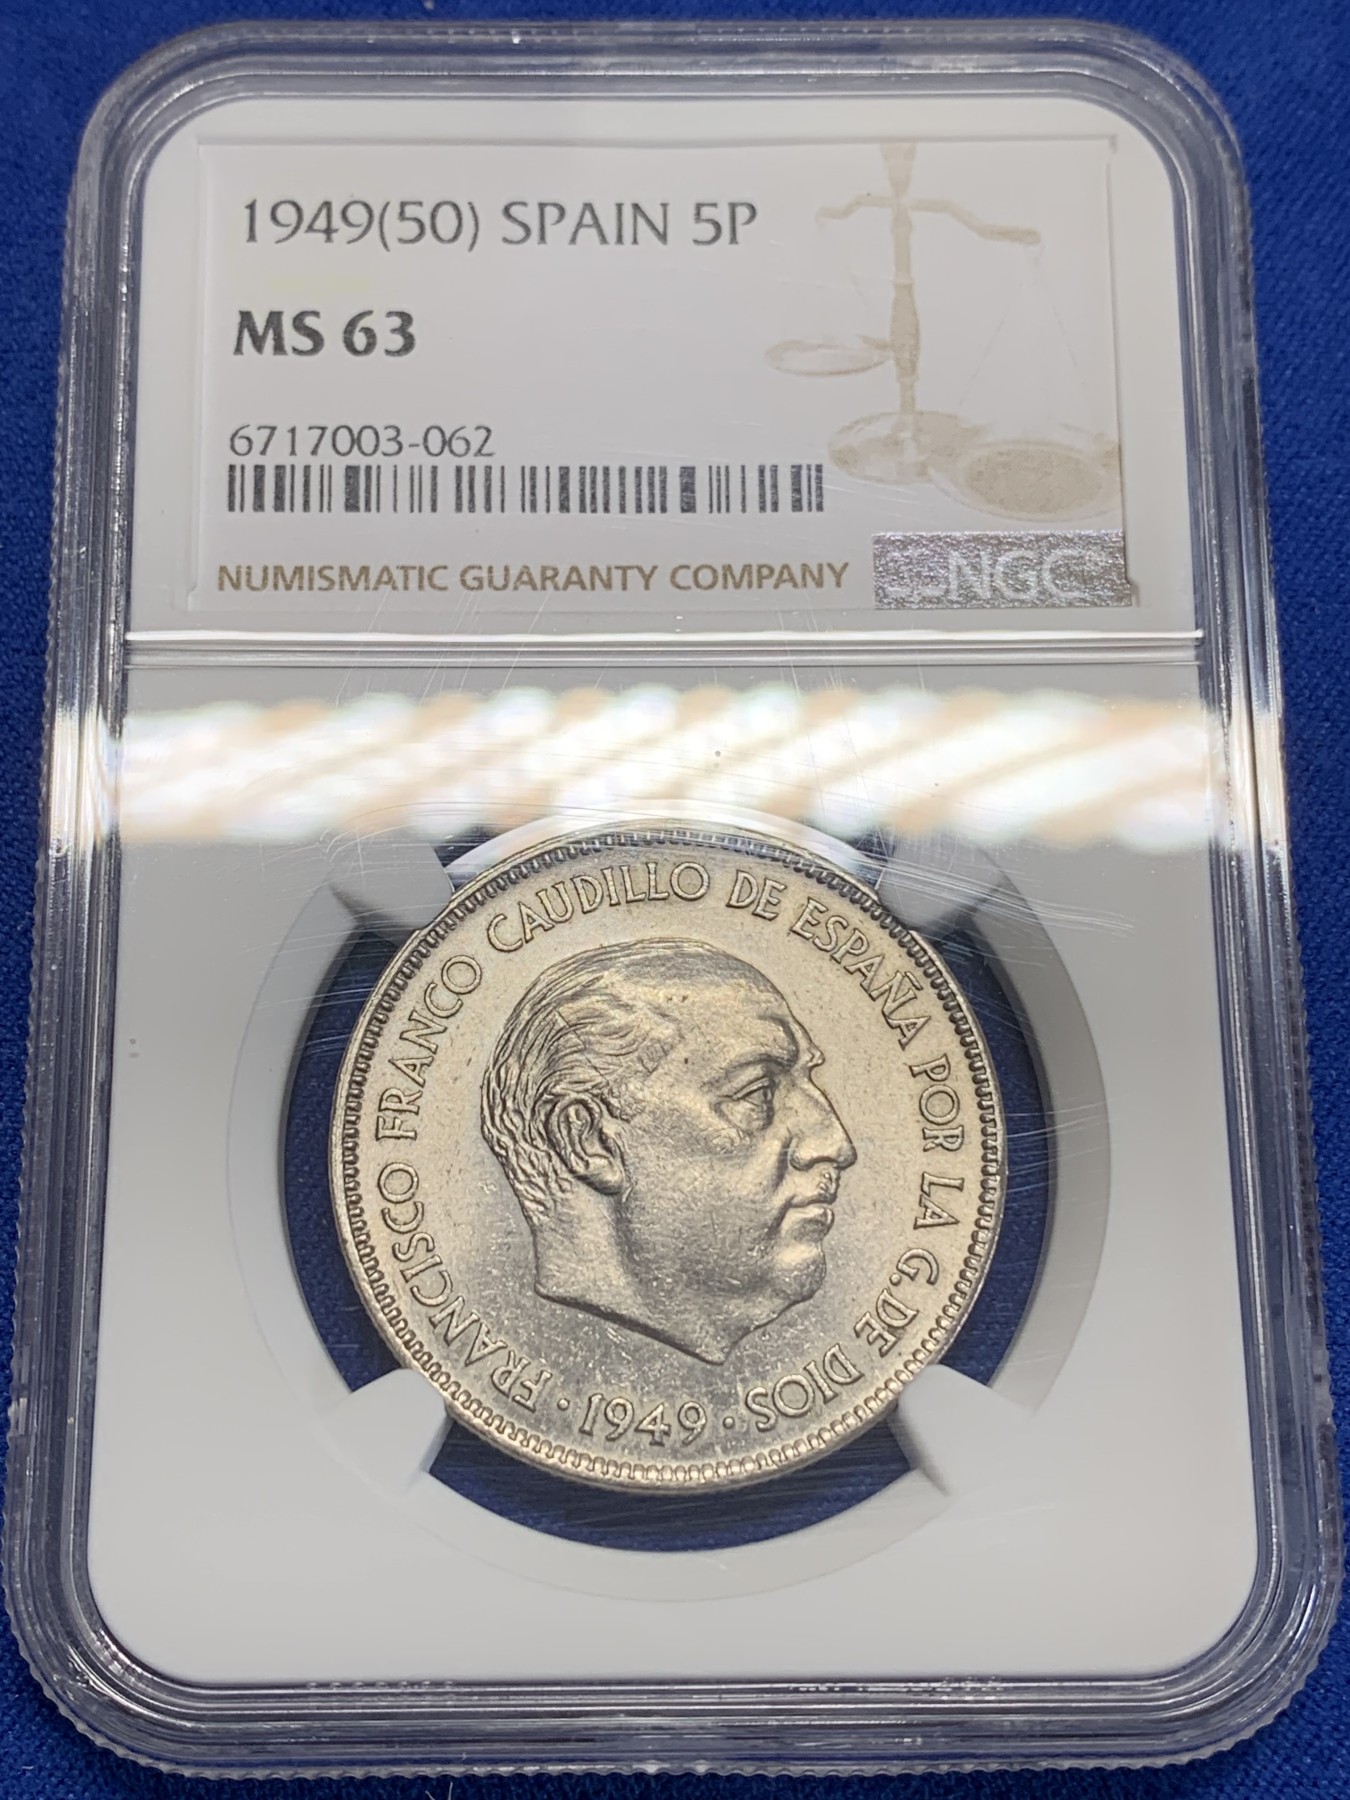 1949(50) SPAIN 5P
MS 63
6717003-062
NUMISMATIC GUARANTY COMPANY
NGC
FRANCISCO FRANCO CAUDILLO DE ESPAÑA POR LA G. DE DIOS
· 1949 ·